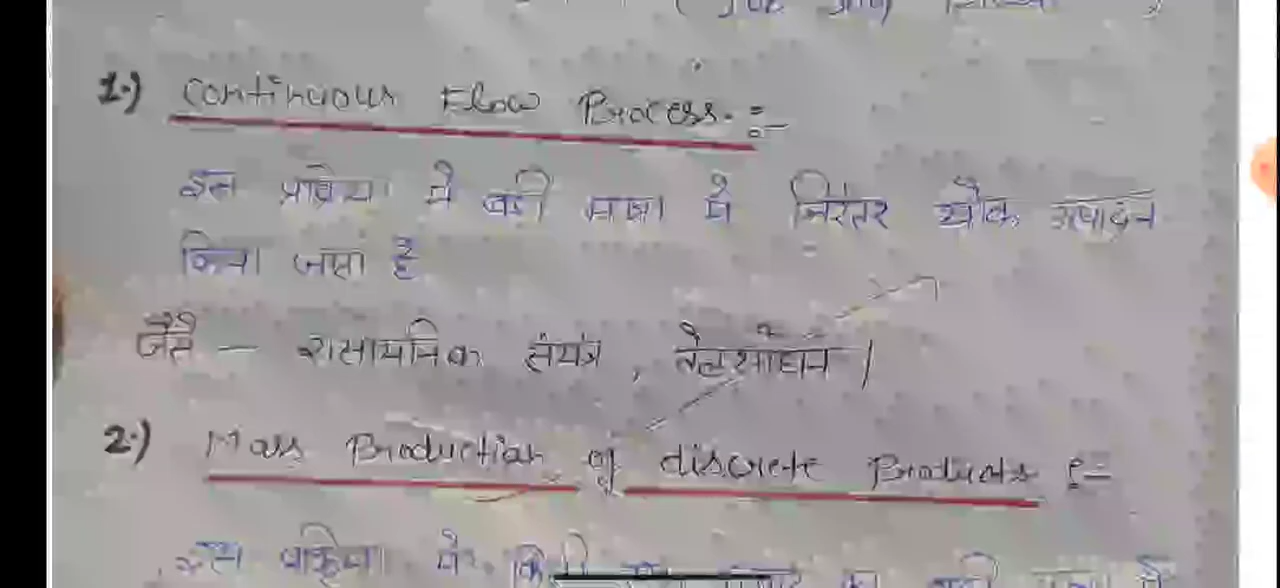 1.) Continuous Flow Process. :-
इस प्रक्रिया में बडी मात्रा में निरंतर थौक उत्पादन
किया जाता है
जैसे — रासायनिक संयंत्र , तेलशोधन।
2.) Mass Production of discrete Products :-
इस प्रक्रिया में